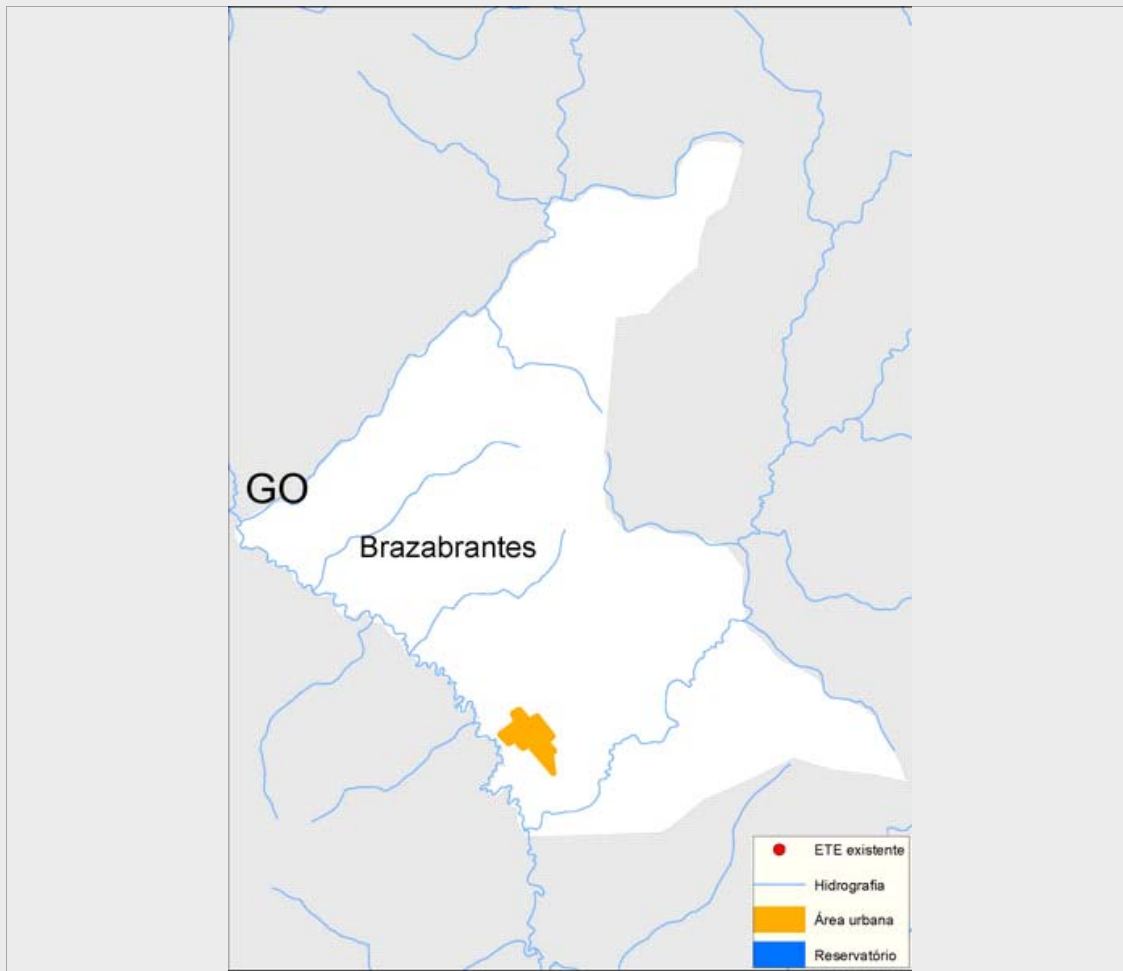 GO
Brazabrantes
ETE existente
Hidrografia
Área urbana
Reservatório